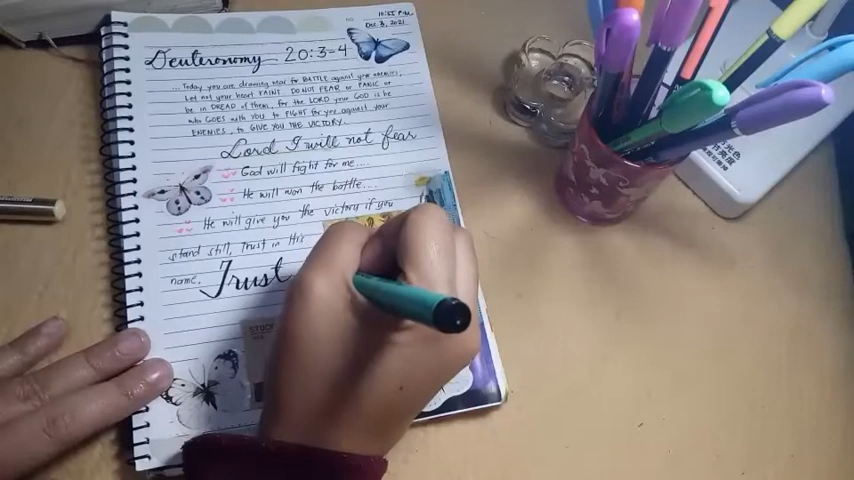 10:51 P.M.
NO.
Dec. 3, 2021
Deuteronomy 20:3-4
... Today you are drawing near for BATTLE against your ENEMIES,
Let not your heart FAINT. DO NOT FEAR or PANIC or
be in DREAD of them, for the LORD your GOD is he
who GOES with YOU to FIGHT for you against your
ENEMIES, to GIVE YOU THE VICTORY.
Lord I will not fear
God will fight for me....
He will won the battle....
He will give you the victory if you
stand still, Trust in His
name. Trust
STOCK